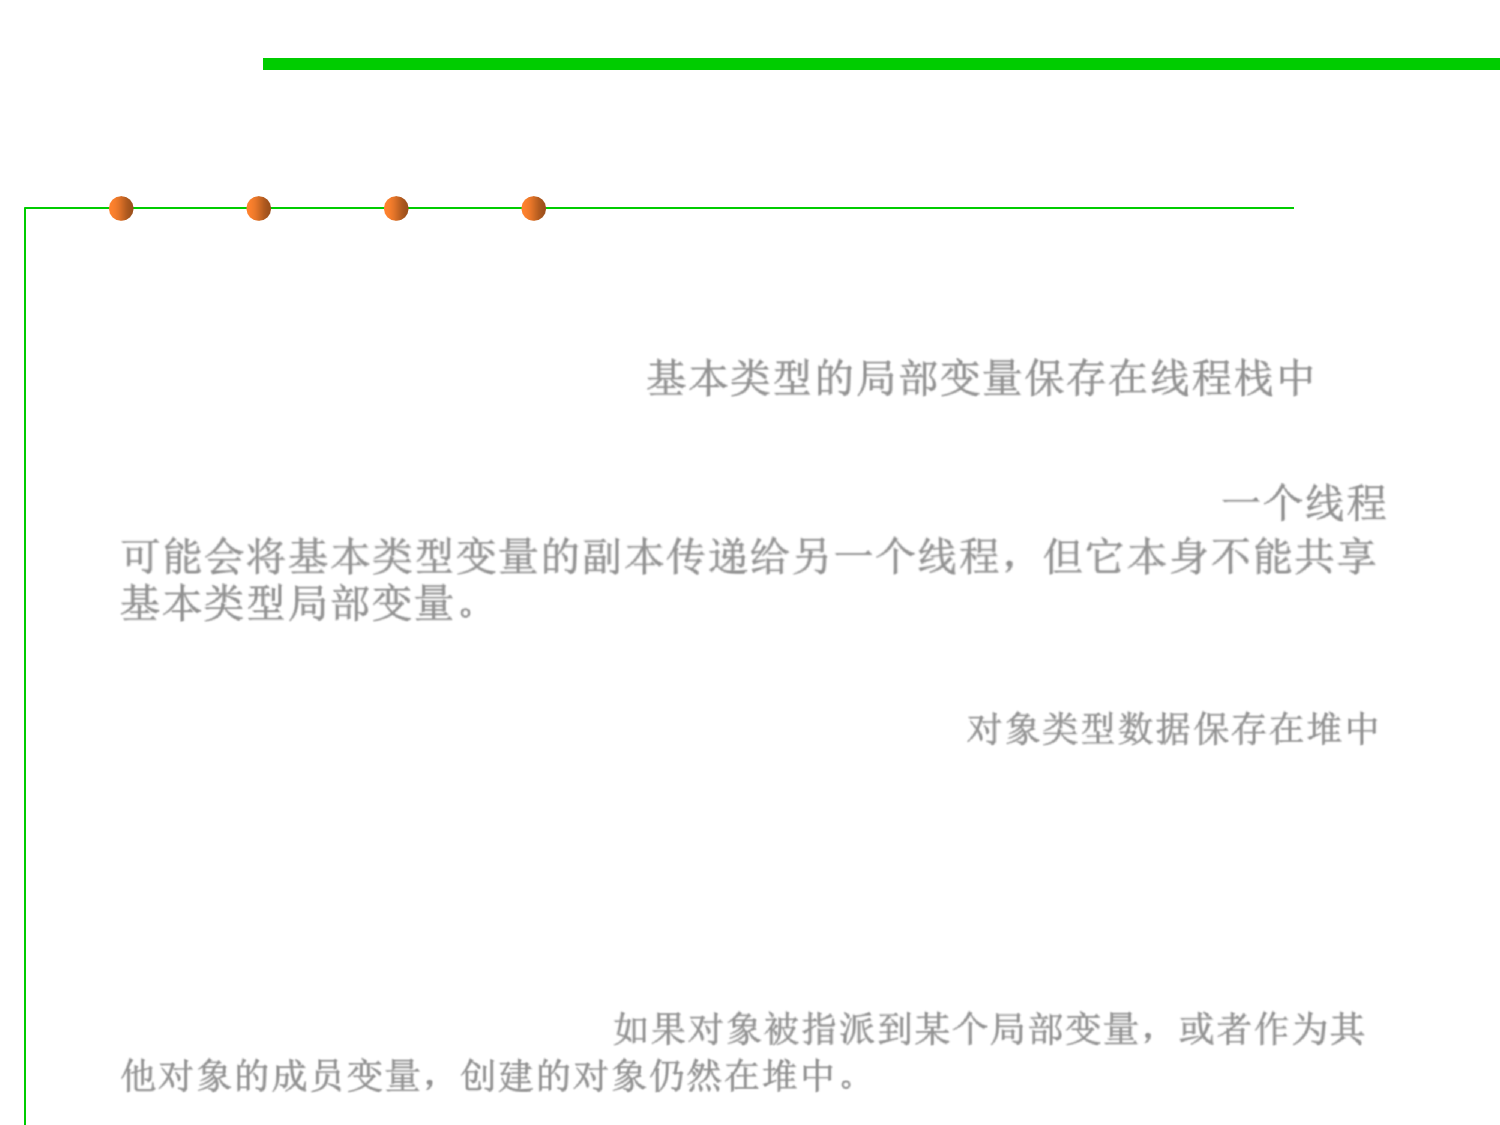 基本类型的局部变量保存在线程栈中
一个线程
可能会将基本类型变量的副本传递给另一个线程，但它本身不能共享
基本类型局部变量。
对象类型数据保存在堆中
如果对象被指派到某个局部变量，或者作为其
他对象的成员变量，创建的对象仍然在堆中。